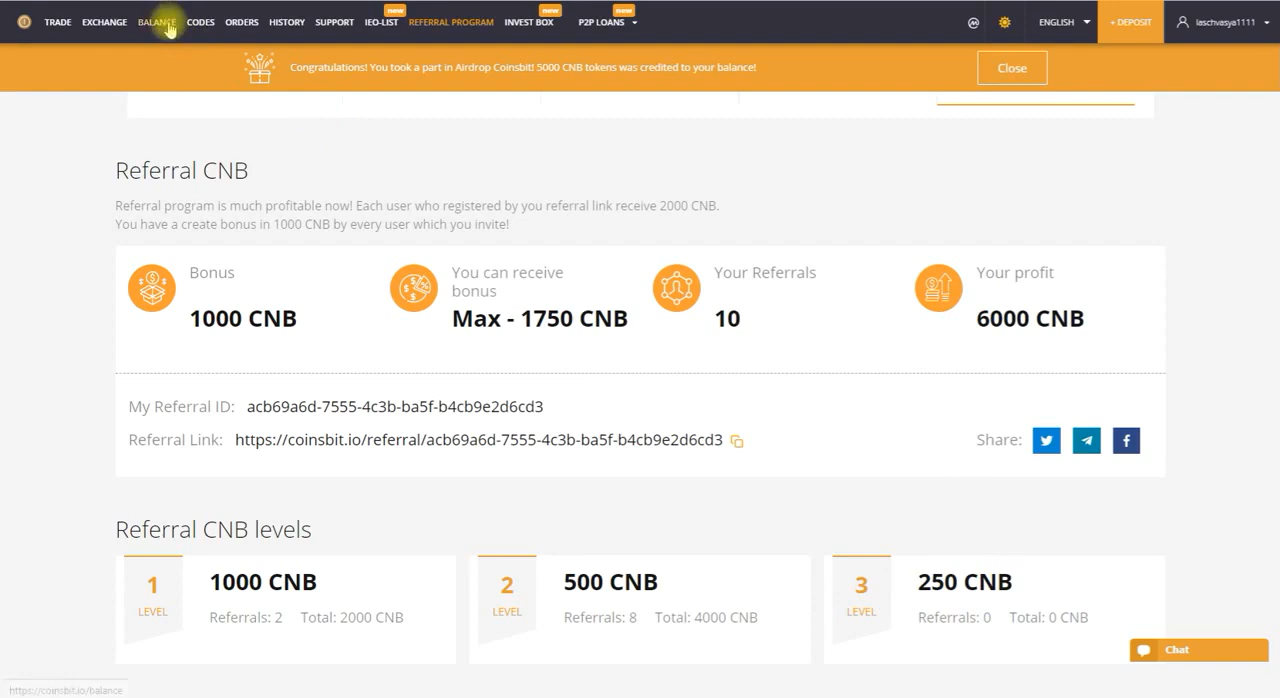 new new new
TRADE EXCHANGE BALANCE CODES ORDERS HISTORY SUPPORT IEO-LIST REFERRAL PROGRAM INVEST BOX P2P LOANS ENGLISH + DEPOSIT laschvasya1111
Congratulations! You took a part in Airdrop Coinsbit! 5000 CNB tokens was credited to your balance! Close
Referral CNB
Referral program is much profitable now! Each user who registered by you referral link receive 2000 CNB.
You have a create bonus in 1000 CNB by every user which you invite!
Bonus
1000 CNB
You can receive
bonus
Max - 1750 CNB
Your Referrals
10
Your profit
6000 CNB
My Referral ID: acb69a6d-7555-4c3b-ba5f-b4cb9e2d6cd3
Referral Link: https://coinsbit.io/referral/acb69a6d-7555-4c3b-ba5f-b4cb9e2d6cd3 Share:
Referral CNB levels
1
LEVEL
1000 CNB
Referrals: 2 Total: 2000 CNB
2
LEVEL
500 CNB
Referrals: 8 Total: 4000 CNB
3
LEVEL
250 CNB
Referrals: 0 Total: 0 CNB
Chat
https://coinsbit.io/balance